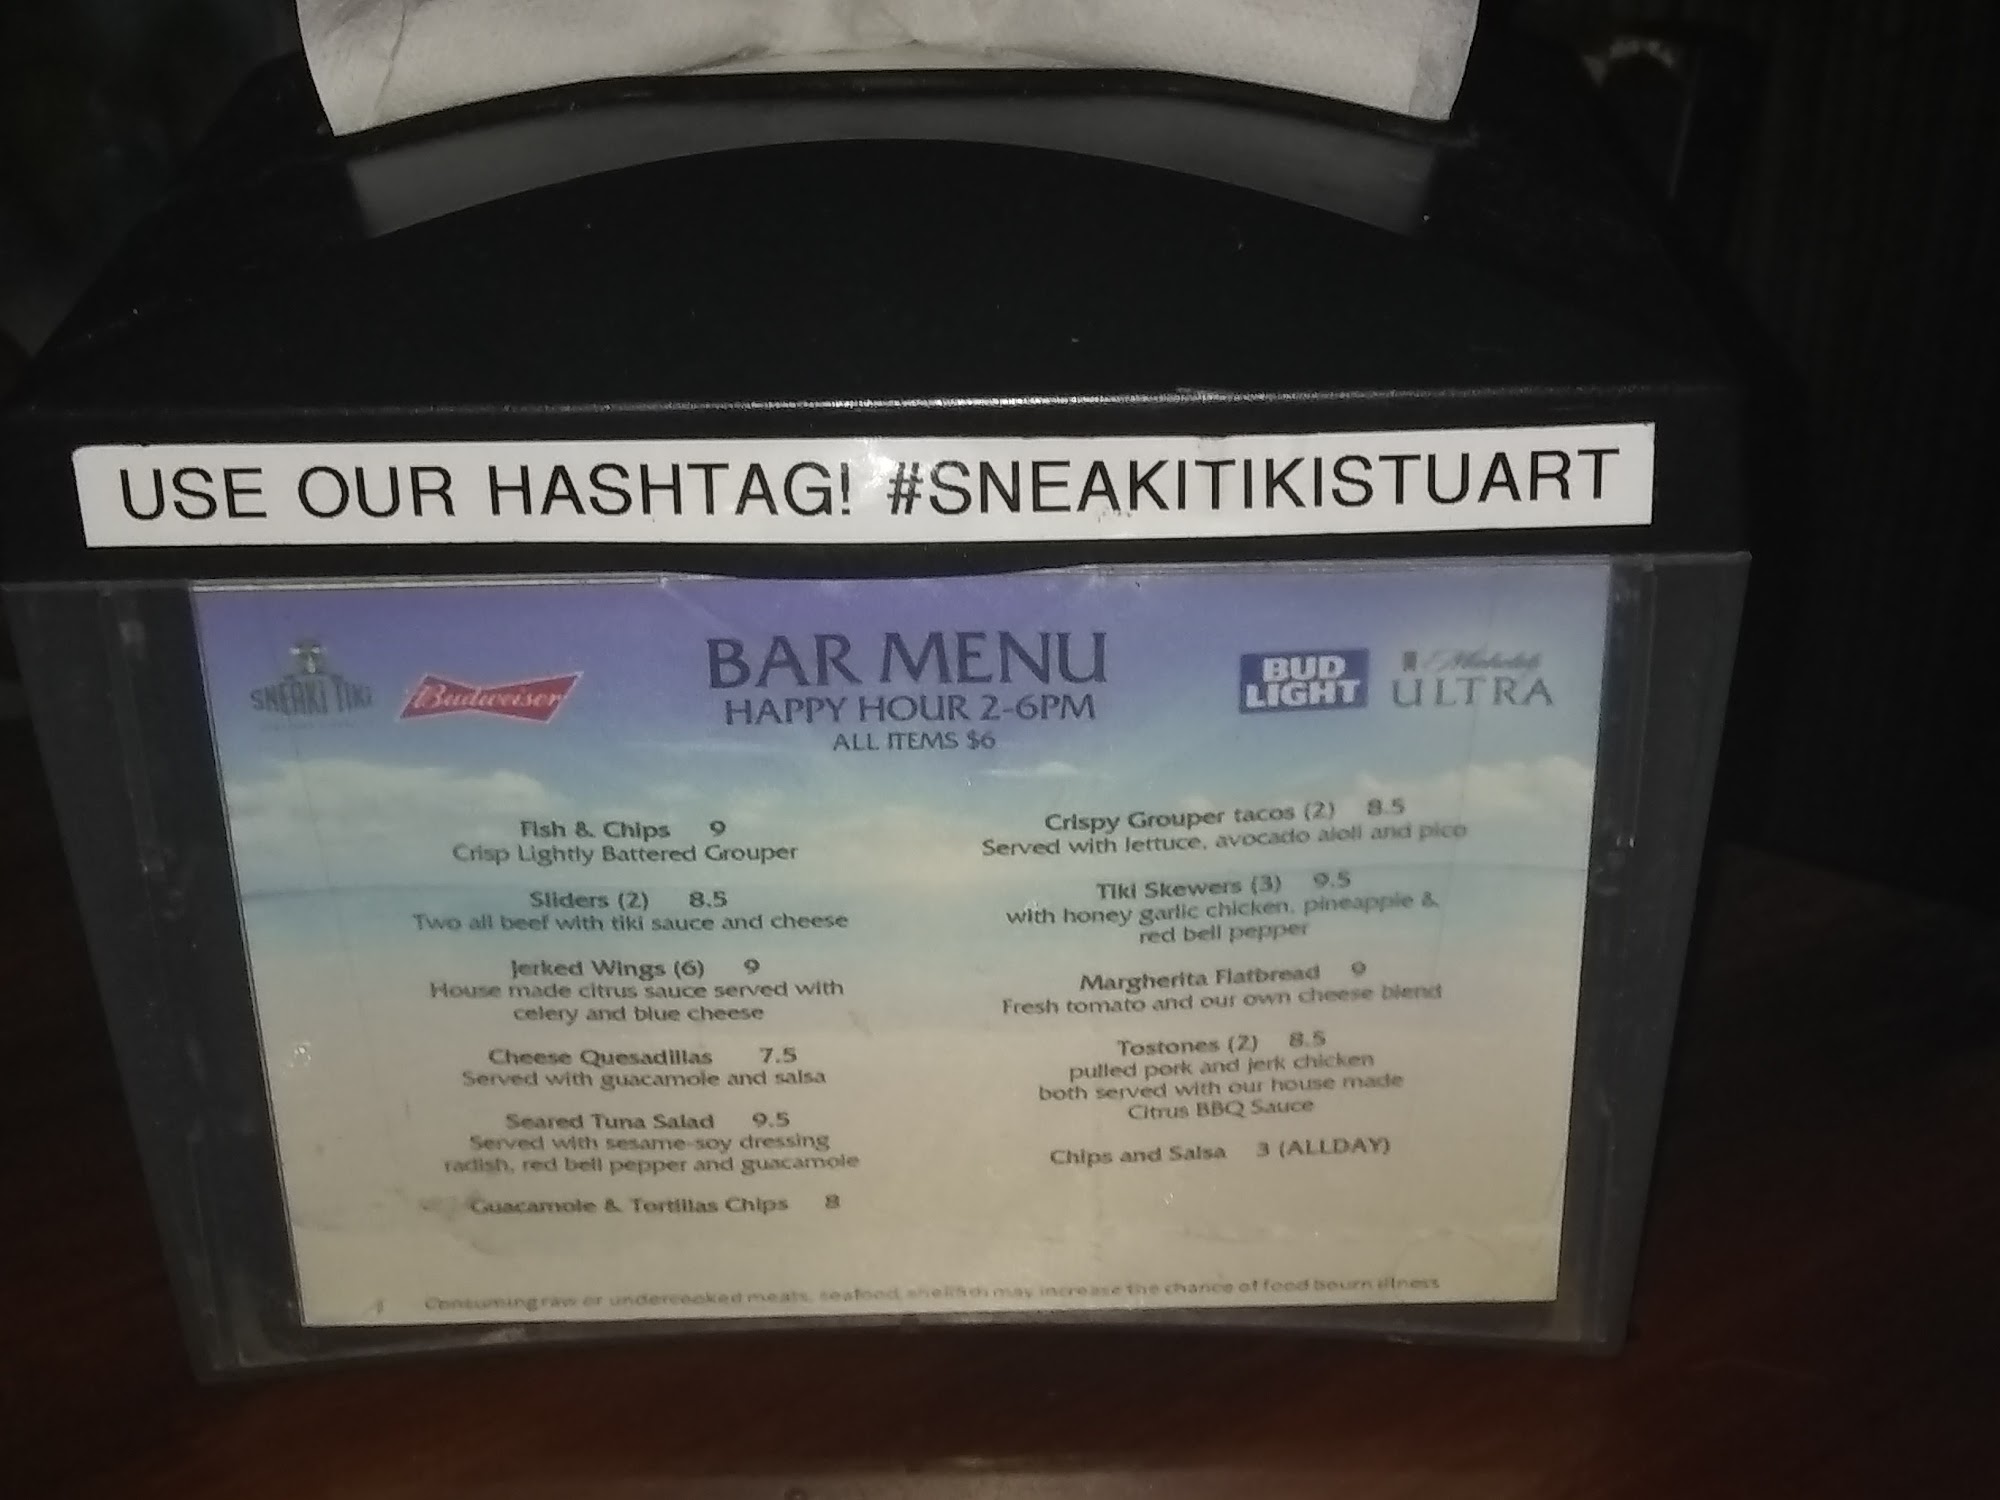 USE OUR HASHTAG! #SNEAKITIKISTUART
SNEAKI TIKI
Budweiser
BAR MENU
HAPPY HOUR 2-6PM
ALL ITEMS $6
BUD
LIGHT
Michelob
ULTRA
Fish & Chips 9
Crisp Lightly Battered Grouper
Sliders (2) 8.5
Two all beef with tiki sauce and cheese
Jerked Wings (6) 9
House made citrus sauce served with
celery and blue cheese
Cheese Quesadillas 7.5
Served with guacamole and salsa
Seared Tuna Salad 9.5
Served with sesame-soy dressing
radish, red bell pepper and guacamole
Guacamole & Tortillas Chips 8
Crispy Grouper tacos (2) 8.5
Served with lettuce, avocado aioli and pico
Tiki Skewers (3) 9.5
with honey garlic chicken, pineapple &
red bell pepper
Margherita Flatbread 9
Fresh tomato and our own cheese blend
Tostones (2) 8.5
pulled pork and jerk chicken
both served with our house made
Citrus BBQ Sauce
Chips and Salsa 3 (ALLDAY)
Consuming raw or undercooked meats, seafood, shellfish may increase the chance of food bourn illness